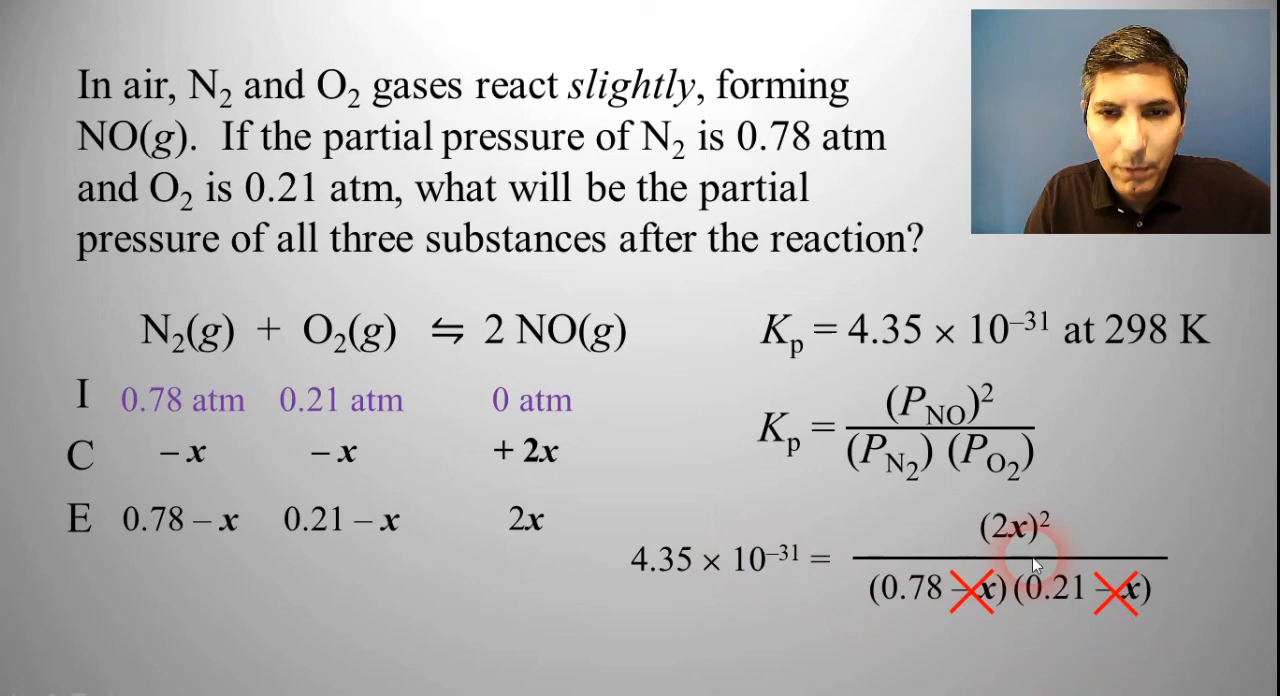 In air, N₂ and O₂ gases react slightly, forming
NO(g). If the partial pressure of N₂ is 0.78 atm
and O₂ is 0.21 atm, what will be the partial
pressure of all three substances after the reaction?
N₂(g) + O₂(g) ⇋ 2 NO(g)
Kₚ = 4.35 × 10⁻³¹ at 298 K
I 0.78 atm 0.21 atm 0 atm
C – x – x + 2x
E 0.78 – x 0.21 – x 2x
Kₚ = (P_NO)² / (P_N₂) (P_O₂)
4.35 × 10⁻³¹ = (2x)² / (0.78 – x)(0.21 – x)